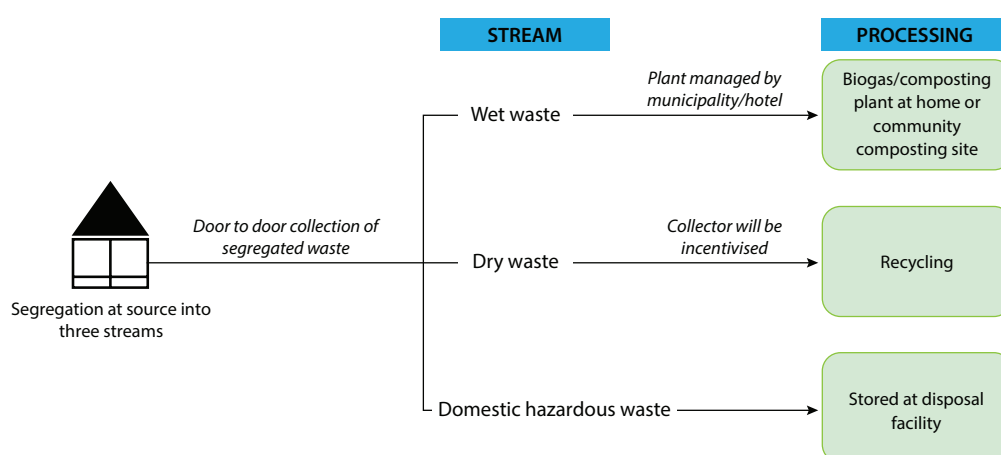 STREAM
PROCESSING
Plant managed by
municipality/hotel
Wet waste
Biogas/composting
plant at home or
community
composting site
Door to door collection of
segregated waste
Collector will be
incentivised
Dry waste
Recycling
Segregation at source into
three streams
Domestic hazardous waste
Stored at disposal
facility